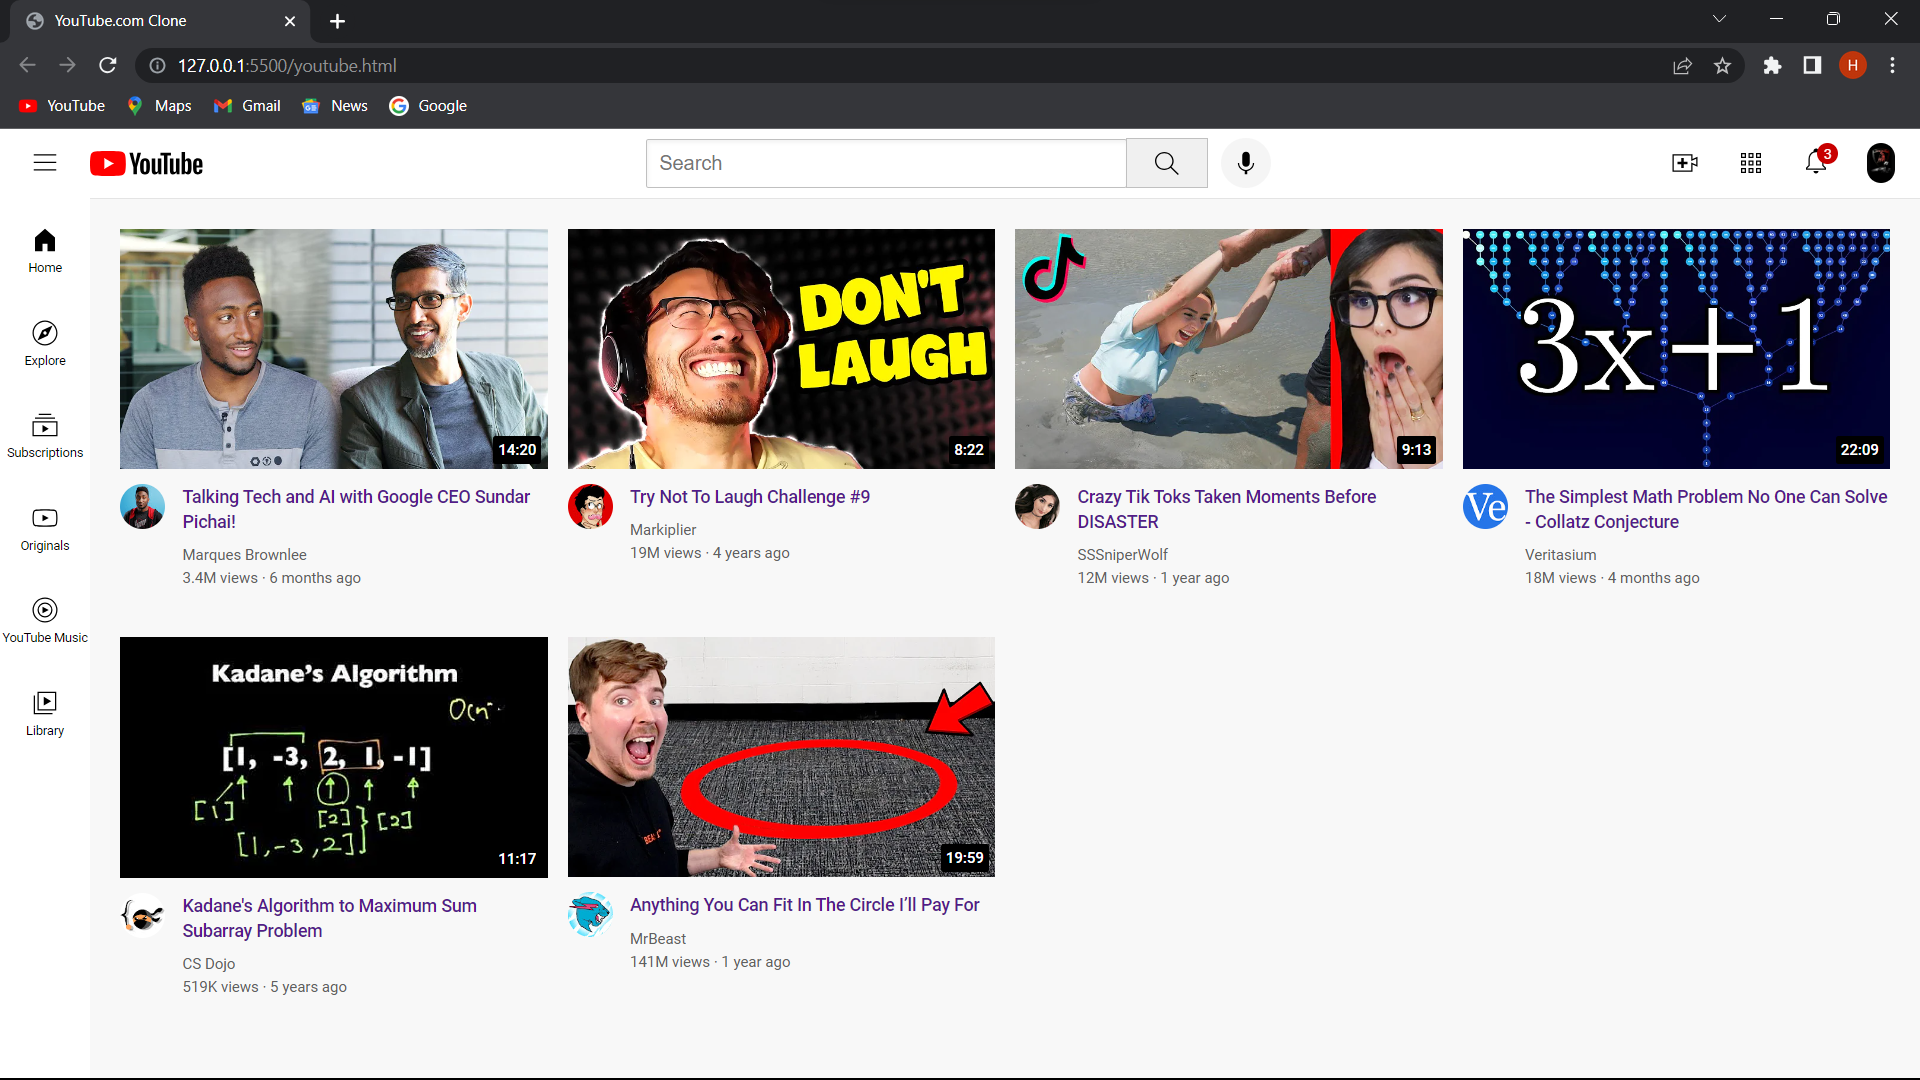 YouTube.com Clone
127.0.0.1:5500/youtube.html
H
YouTube Maps Gmail News Google
YouTube
Search
3
Home
Explore
Subscriptions
Originals
YouTube Music
Library
14:20
Talking Tech and AI with Google CEO Sundar
Pichai!
Marques Brownlee
3.4M views · 6 months ago
DON'T
LAUGH
8:22
Try Not To Laugh Challenge #9
Markiplier
19M views · 4 years ago
9:13
Crazy Tik Toks Taken Moments Before
DISASTER
SSSniperWolf
12M views · 1 year ago
3x+1
22:09
Ve
The Simplest Math Problem No One Can Solve
- Collatz Conjecture
Veritasium
18M views · 4 months ago
Kadane's Algorithm
[1, -3, 2, 1, -1]
[1]
[2] [2]
[1,-3,2]
11:17
Kadane's Algorithm to Maximum Sum
Subarray Problem
CS Dojo
519K views · 5 years ago
19:59
Anything You Can Fit In The Circle I’ll Pay For
MrBeast
141M views · 1 year ago